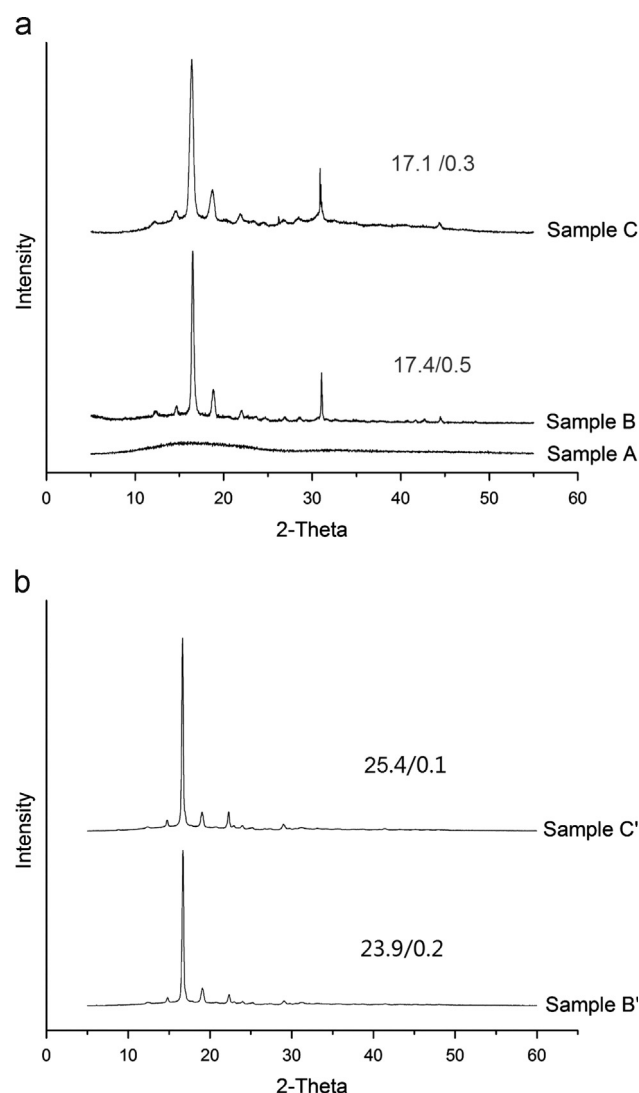 a
Intensity
17.1 /0.3
Sample C
17.4/0.5
Sample B
Sample A
0 10 20 30 40 50 60
2-Theta
b
Intensity
25.4/0.1
Sample C'
23.9/0.2
Sample B'
0 10 20 30 40 50 60
2-Theta